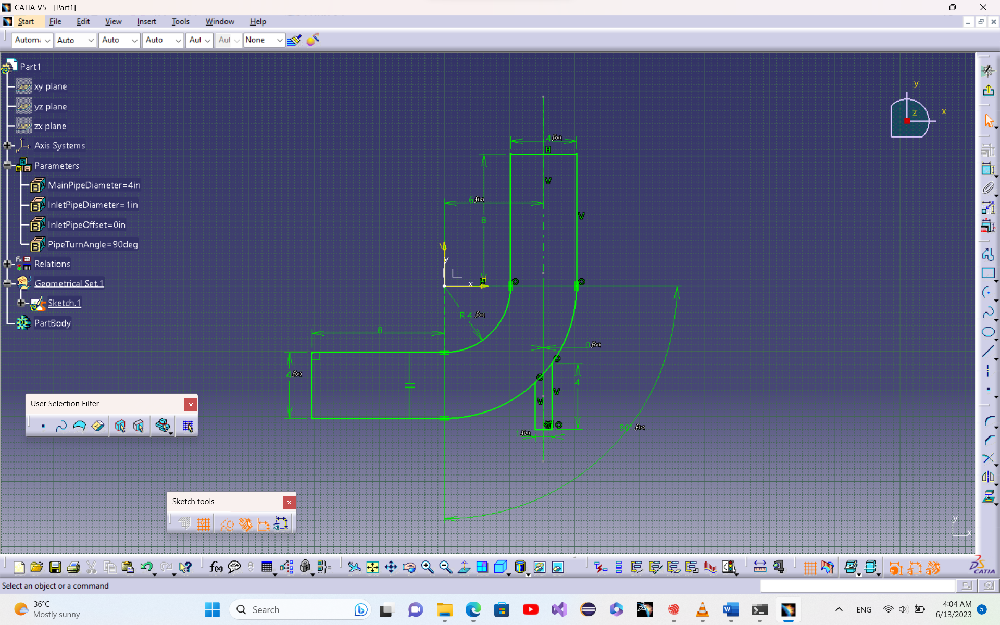 CATIA V5 - [Part1]
Start File Edit View Insert Tools Window Help
Auto Auto Auto None
Part1
xy plane
yz plane
zx plane
Axis Systems
Parameters
MainPipeDiameter=4in
InletPipeDiameter=1in
InletPipeOffset=0in
PipeTurnAngle=90deg
Relations
Geometrical Set.1
Sketch.1
PartBody
y
z x
4 f(x)
H
V
6 f(x)
8
V
V
y
x H
R 4 f(x)
8
0 f(x)
4 f(x)
4
V
V
1 f(x)
90° f(x)
User Selection Filter
Sketch tools
y
x
f(x)
CATIA
Select an object or a command
36°C
Mostly sunny
Search
ENG
4:04 AM
6/13/2023
5